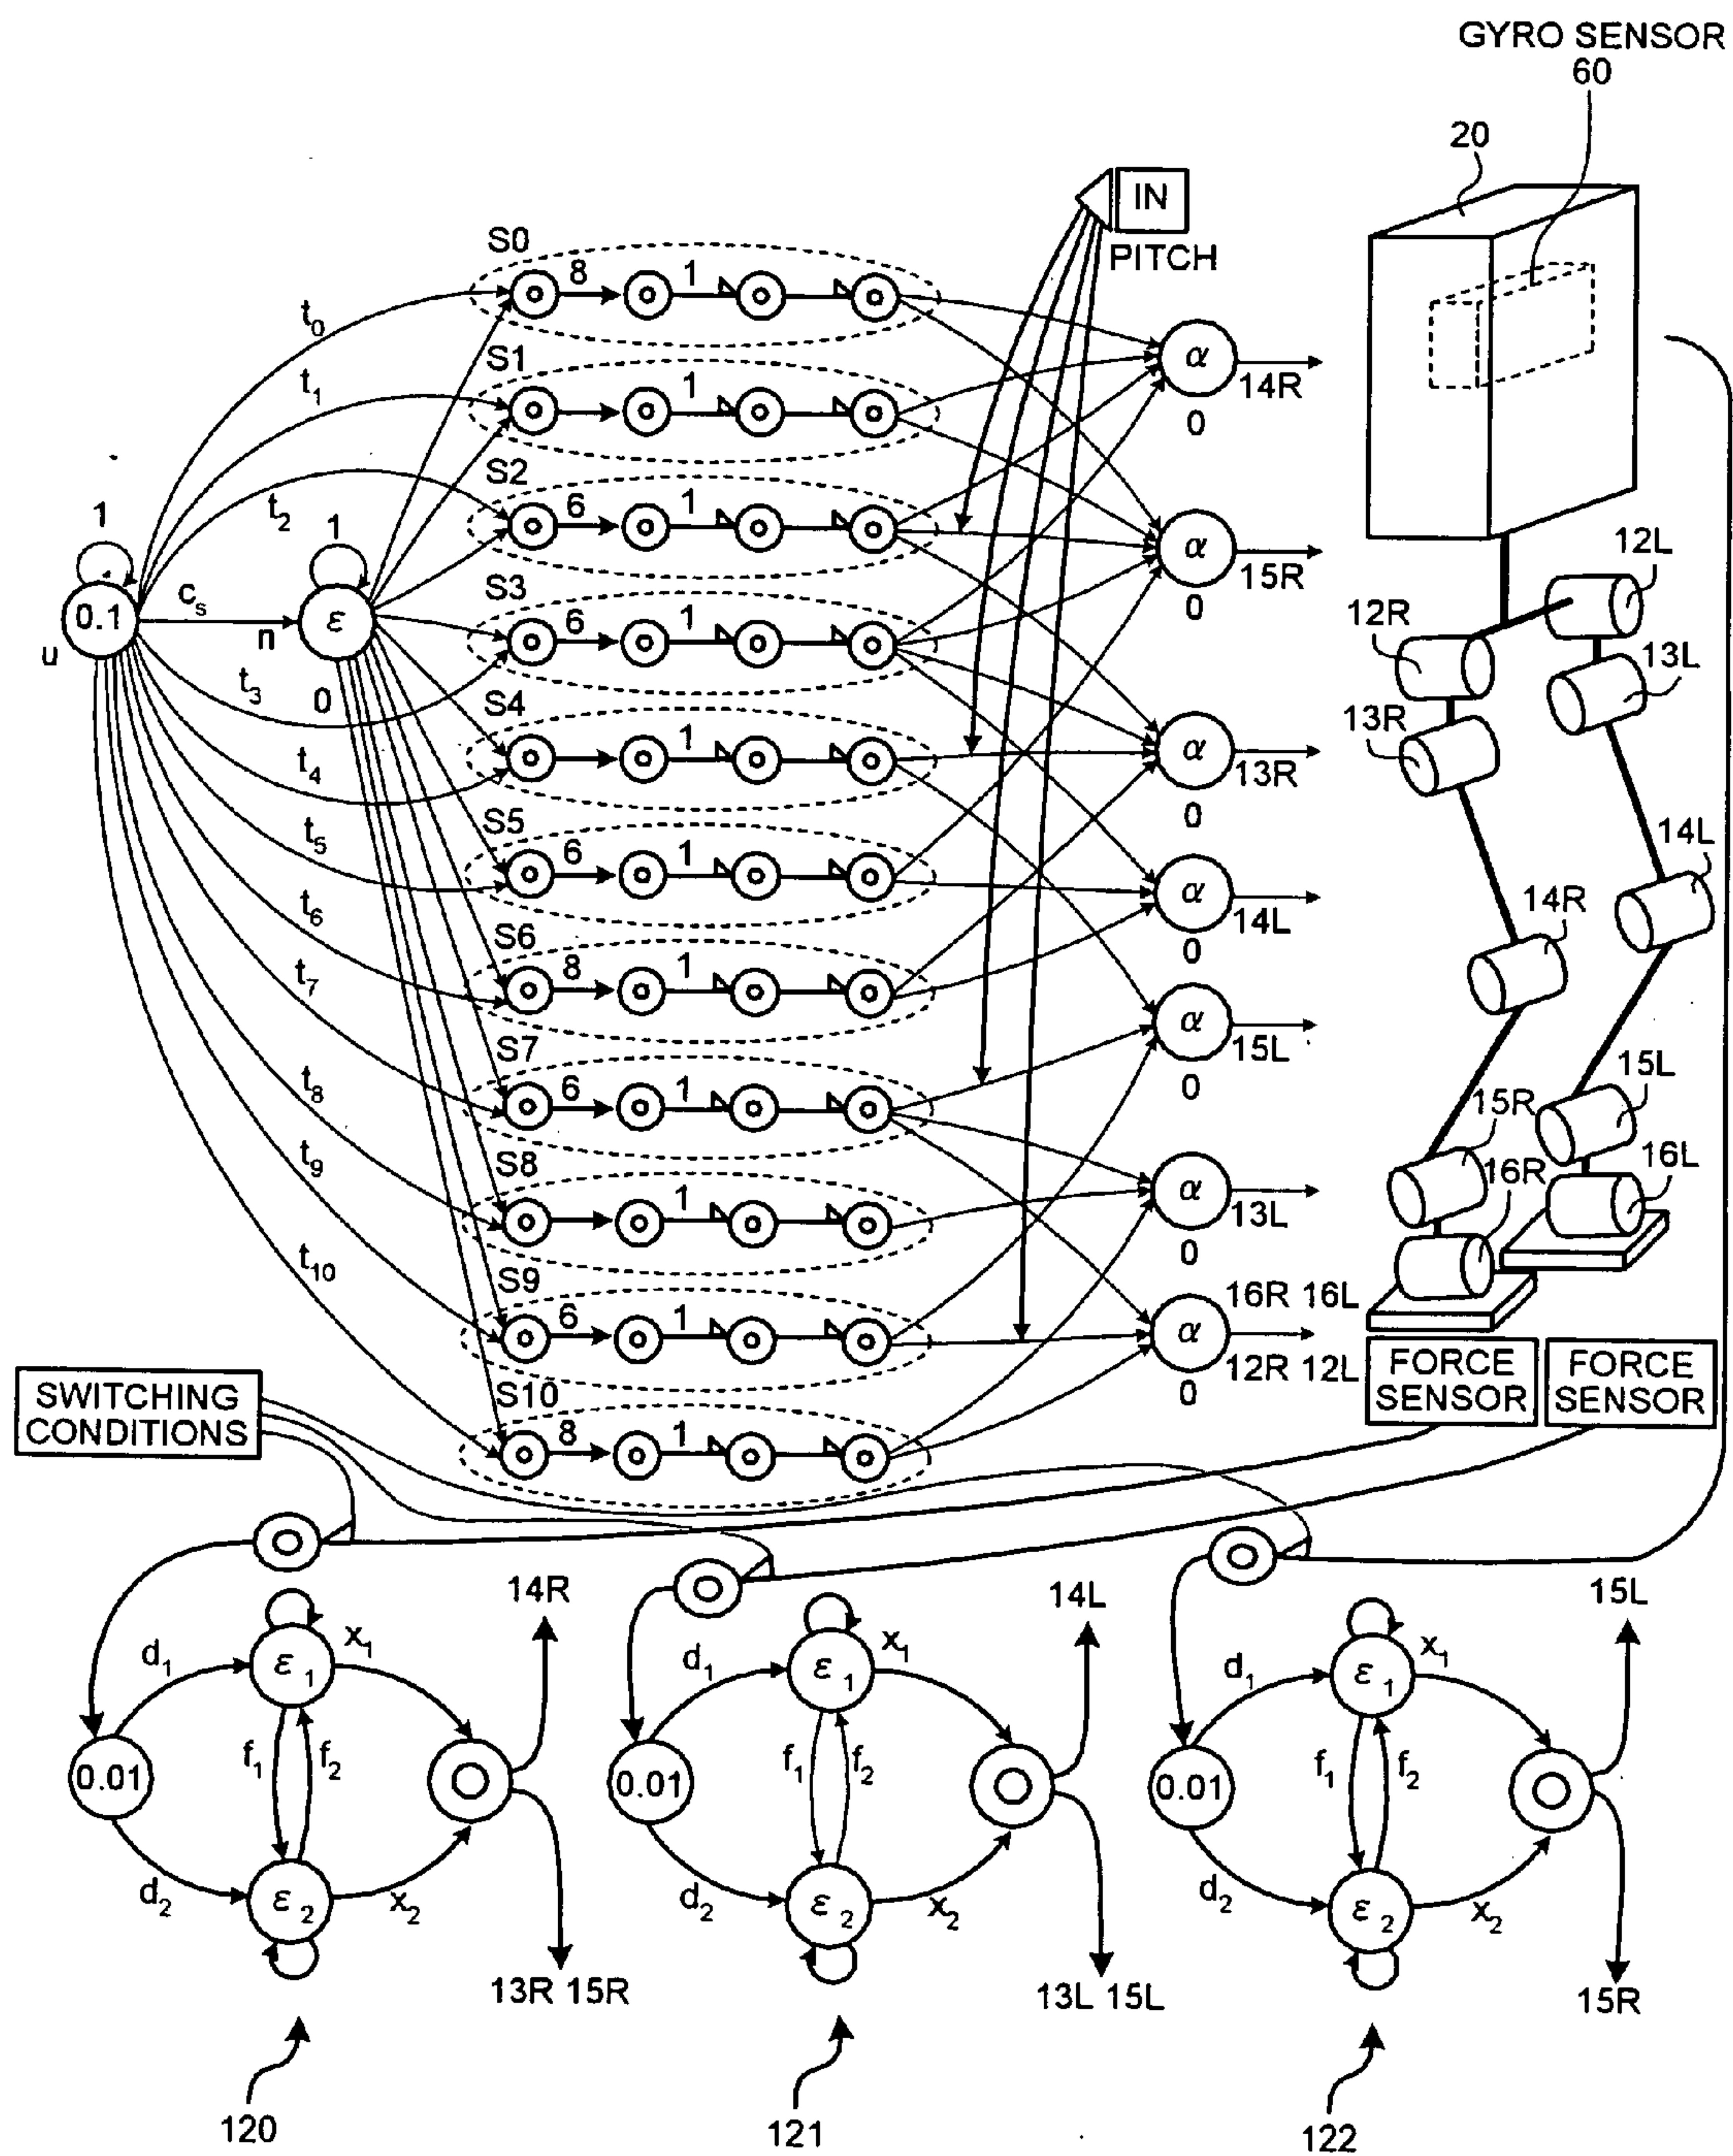 GYRO SENSOR
60
20
IN
PITCH
S0
8
1
t0
14R
0
S1
1
t1
S2
6
1
t2
15R
0
1
0.1
u
cs
n
1
ε
0
S3
6
1
t3
12L
12R
13L
13R
S4
1
t4
13R
0
S5
6
1
t5
14L
14L
0
S6
8
1
t6
14R
15L
0
S7
6
1
t7
15L
15R
S8
1
t8
13L
0
16L
16R
S9
6
1
t9
16R 16L
12R 12L
0
S10
8
1
t10
α
α
α
α
α
α
α
FORCE
SENSOR
FORCE
SENSOR
SWITCHING
CONDITIONS
14R
14L
15L
d1
ε1
x1
d1
ε1
x1
d1
ε1
x1
0.01
f1
f2
0.01
f1
f2
0.01
f1
f2
d2
ε2
x2
d2
ε2
x2
d2
ε2
x2
13R 15R
13L 15L
15R
120
121
122